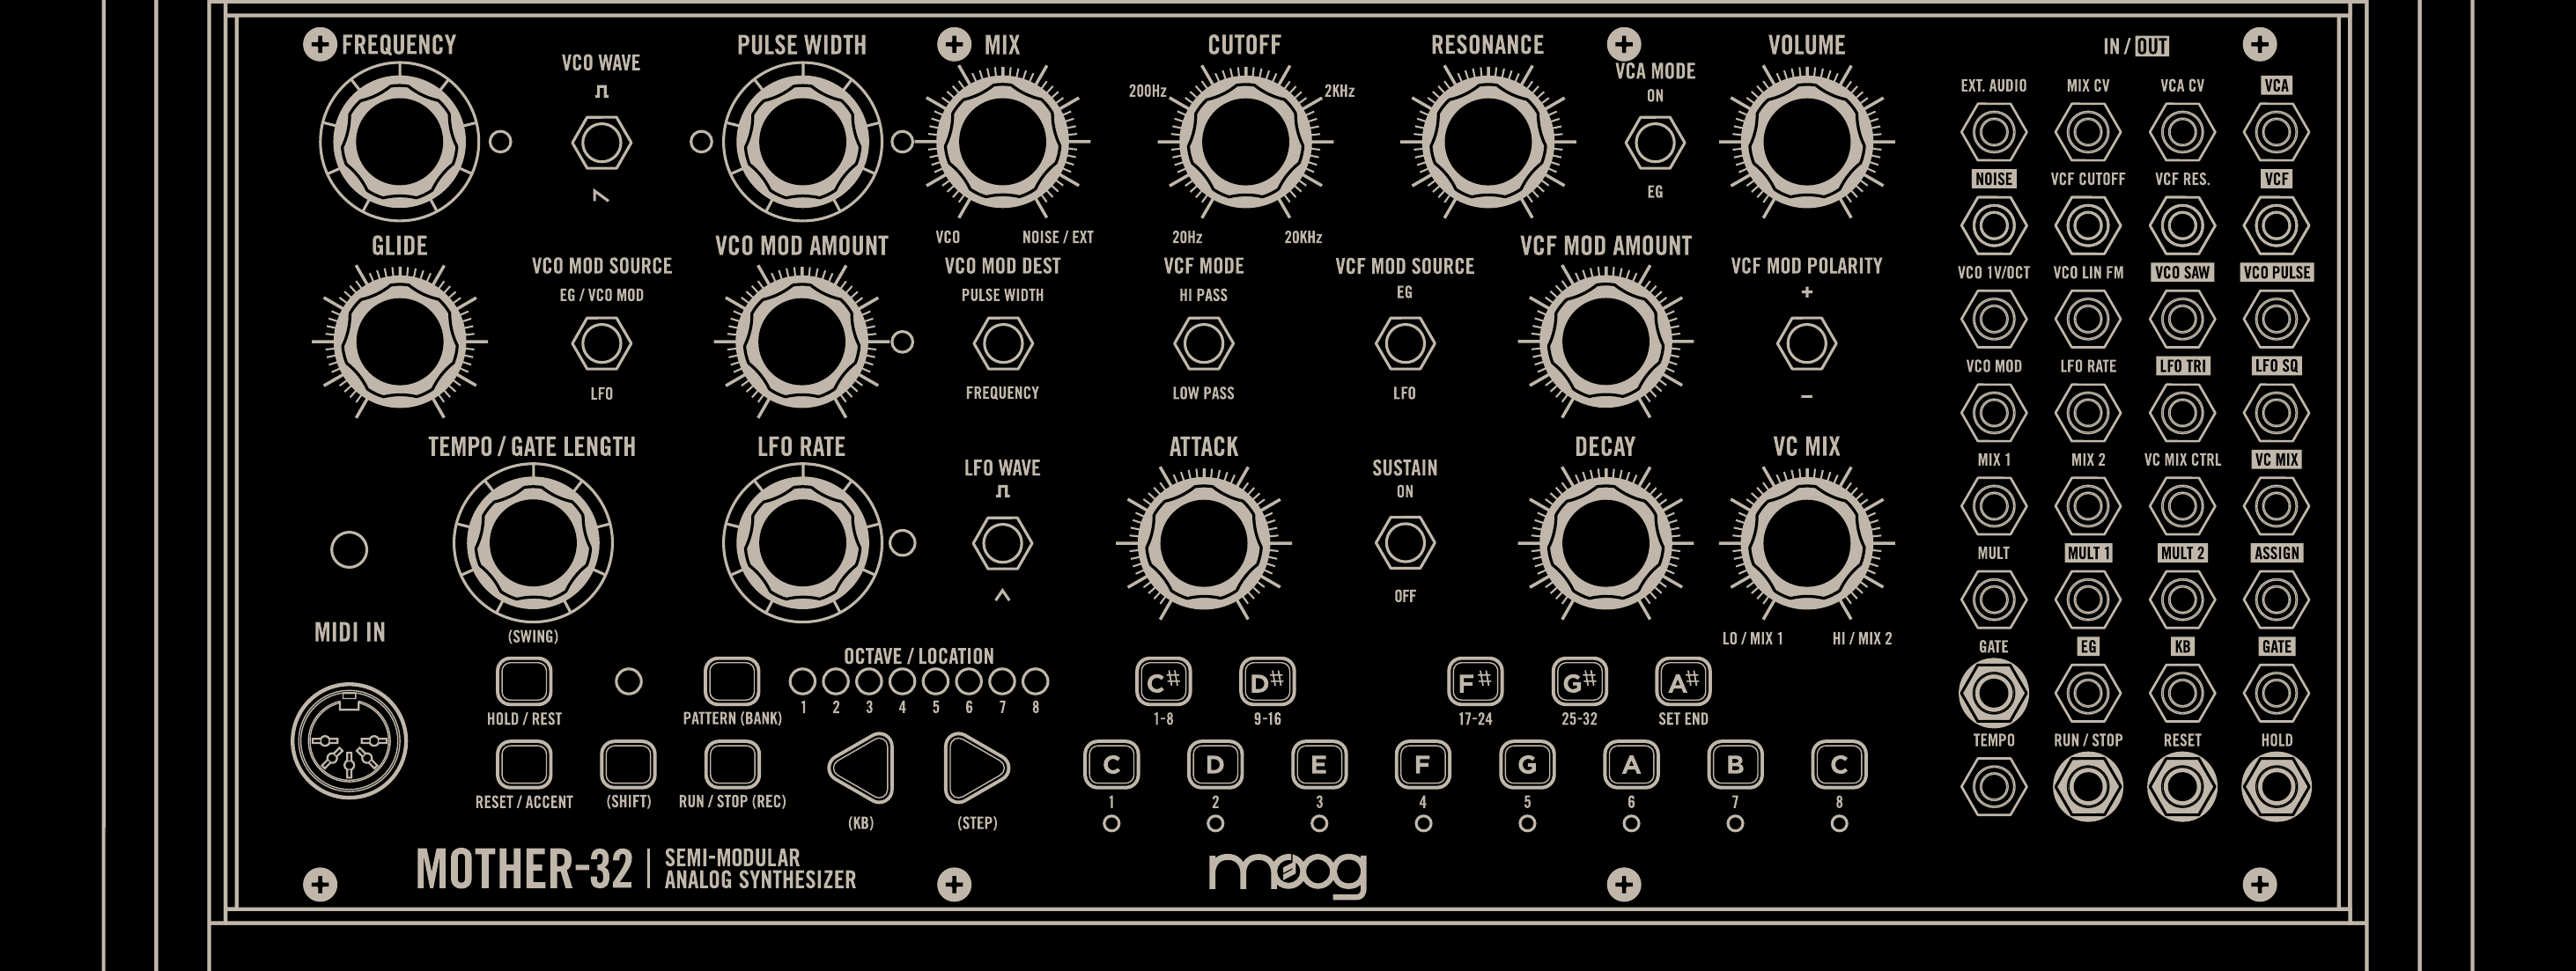 FREQUENCY
PULSE WIDTH
MIX
CUTOFF
RESONANCE
VOLUME
IN / OUT
VCO WAVE
VCA MODE
ON
EG
200Hz
2KHz
20Hz
20KHz
VCO
NOISE / EXT
EXT. AUDIO
MIX CV
VCA CV
VCA
NOISE
VCF CUTOFF
VCF RES.
VCF
GLIDE
VCO MOD AMOUNT
VCF MOD AMOUNT
VCO MOD SOURCE
EG / VCO MOD
LFO
VCO MOD DEST
PULSE WIDTH
FREQUENCY
VCF MODE
HI PASS
LOW PASS
VCF MOD SOURCE
EG
LFO
VCF MOD POLARITY
+
–
VCO 1V/OCT
VCO LIN FM
VCO SAW
VCO PULSE
VCO MOD
LFO RATE
LFO TRI
LFO SQ
TEMPO / GATE LENGTH
(SWING)
LFO RATE
LFO WAVE
ATTACK
SUSTAIN
ON
OFF
DECAY
VC MIX
LO / MIX 1
HI / MIX 2
MIX 1
MIX 2
VC MIX CTRL
VC MIX
MULT
MULT 1
MULT 2
ASSIGN
GATE
EG
KB
GATE
TEMPO
RUN / STOP
RESET
HOLD
MIDI IN
HOLD / REST
PATTERN (BANK)
OCTAVE / LOCATION
1 2 3 4 5 6 7 8
RESET / ACCENT
(SHIFT)
RUN / STOP (REC)
(KB)
(STEP)
C# D# F# G# A#
1-8 9-16 17-24 25-32 SET END
C D E F G A B C
1 2 3 4 5 6 7 8
MOTHER-32
SEMI-MODULAR
ANALOG SYNTHESIZER
moog